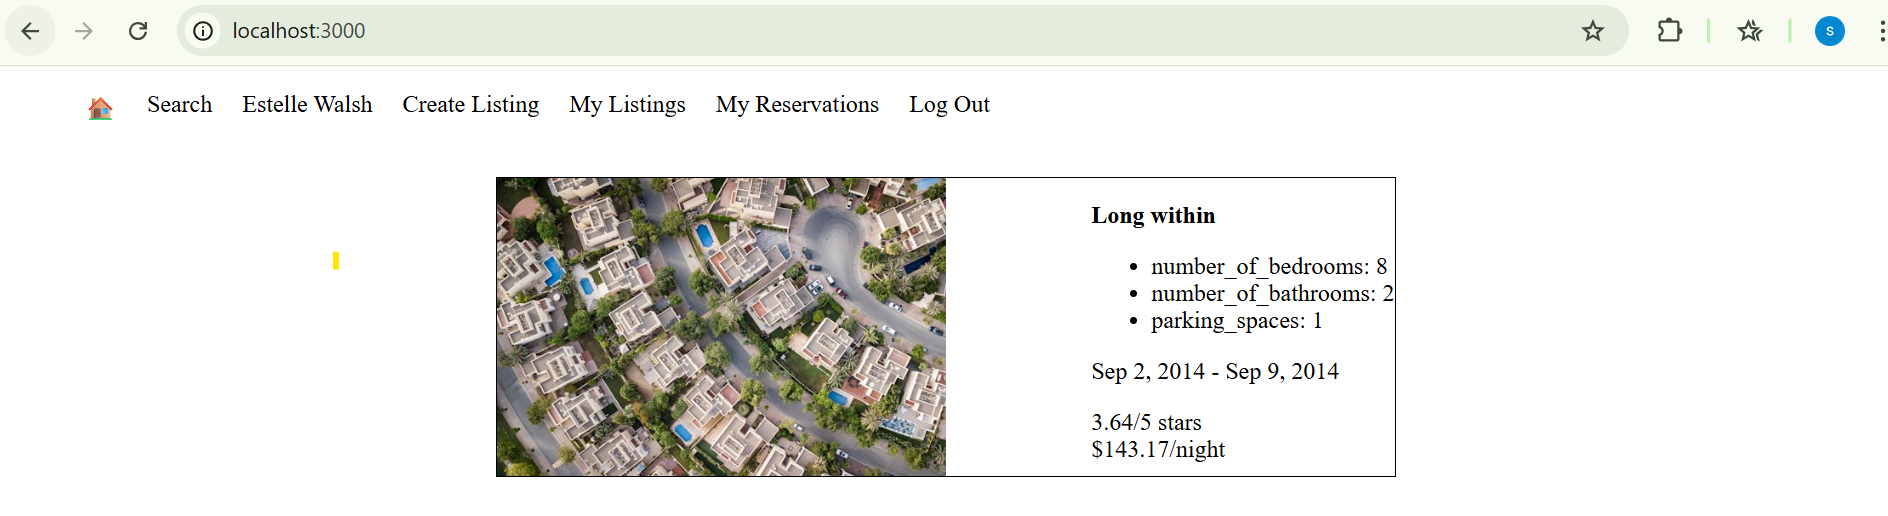 localhost:3000
S
Search Estelle Walsh Create Listing My Listings My Reservations Log Out
Long within
• number_of_bedrooms: 8
• number_of_bathrooms: 2
• parking_spaces: 1
Sep 2, 2014 - Sep 9, 2014
3.64/5 stars
$143.17/night